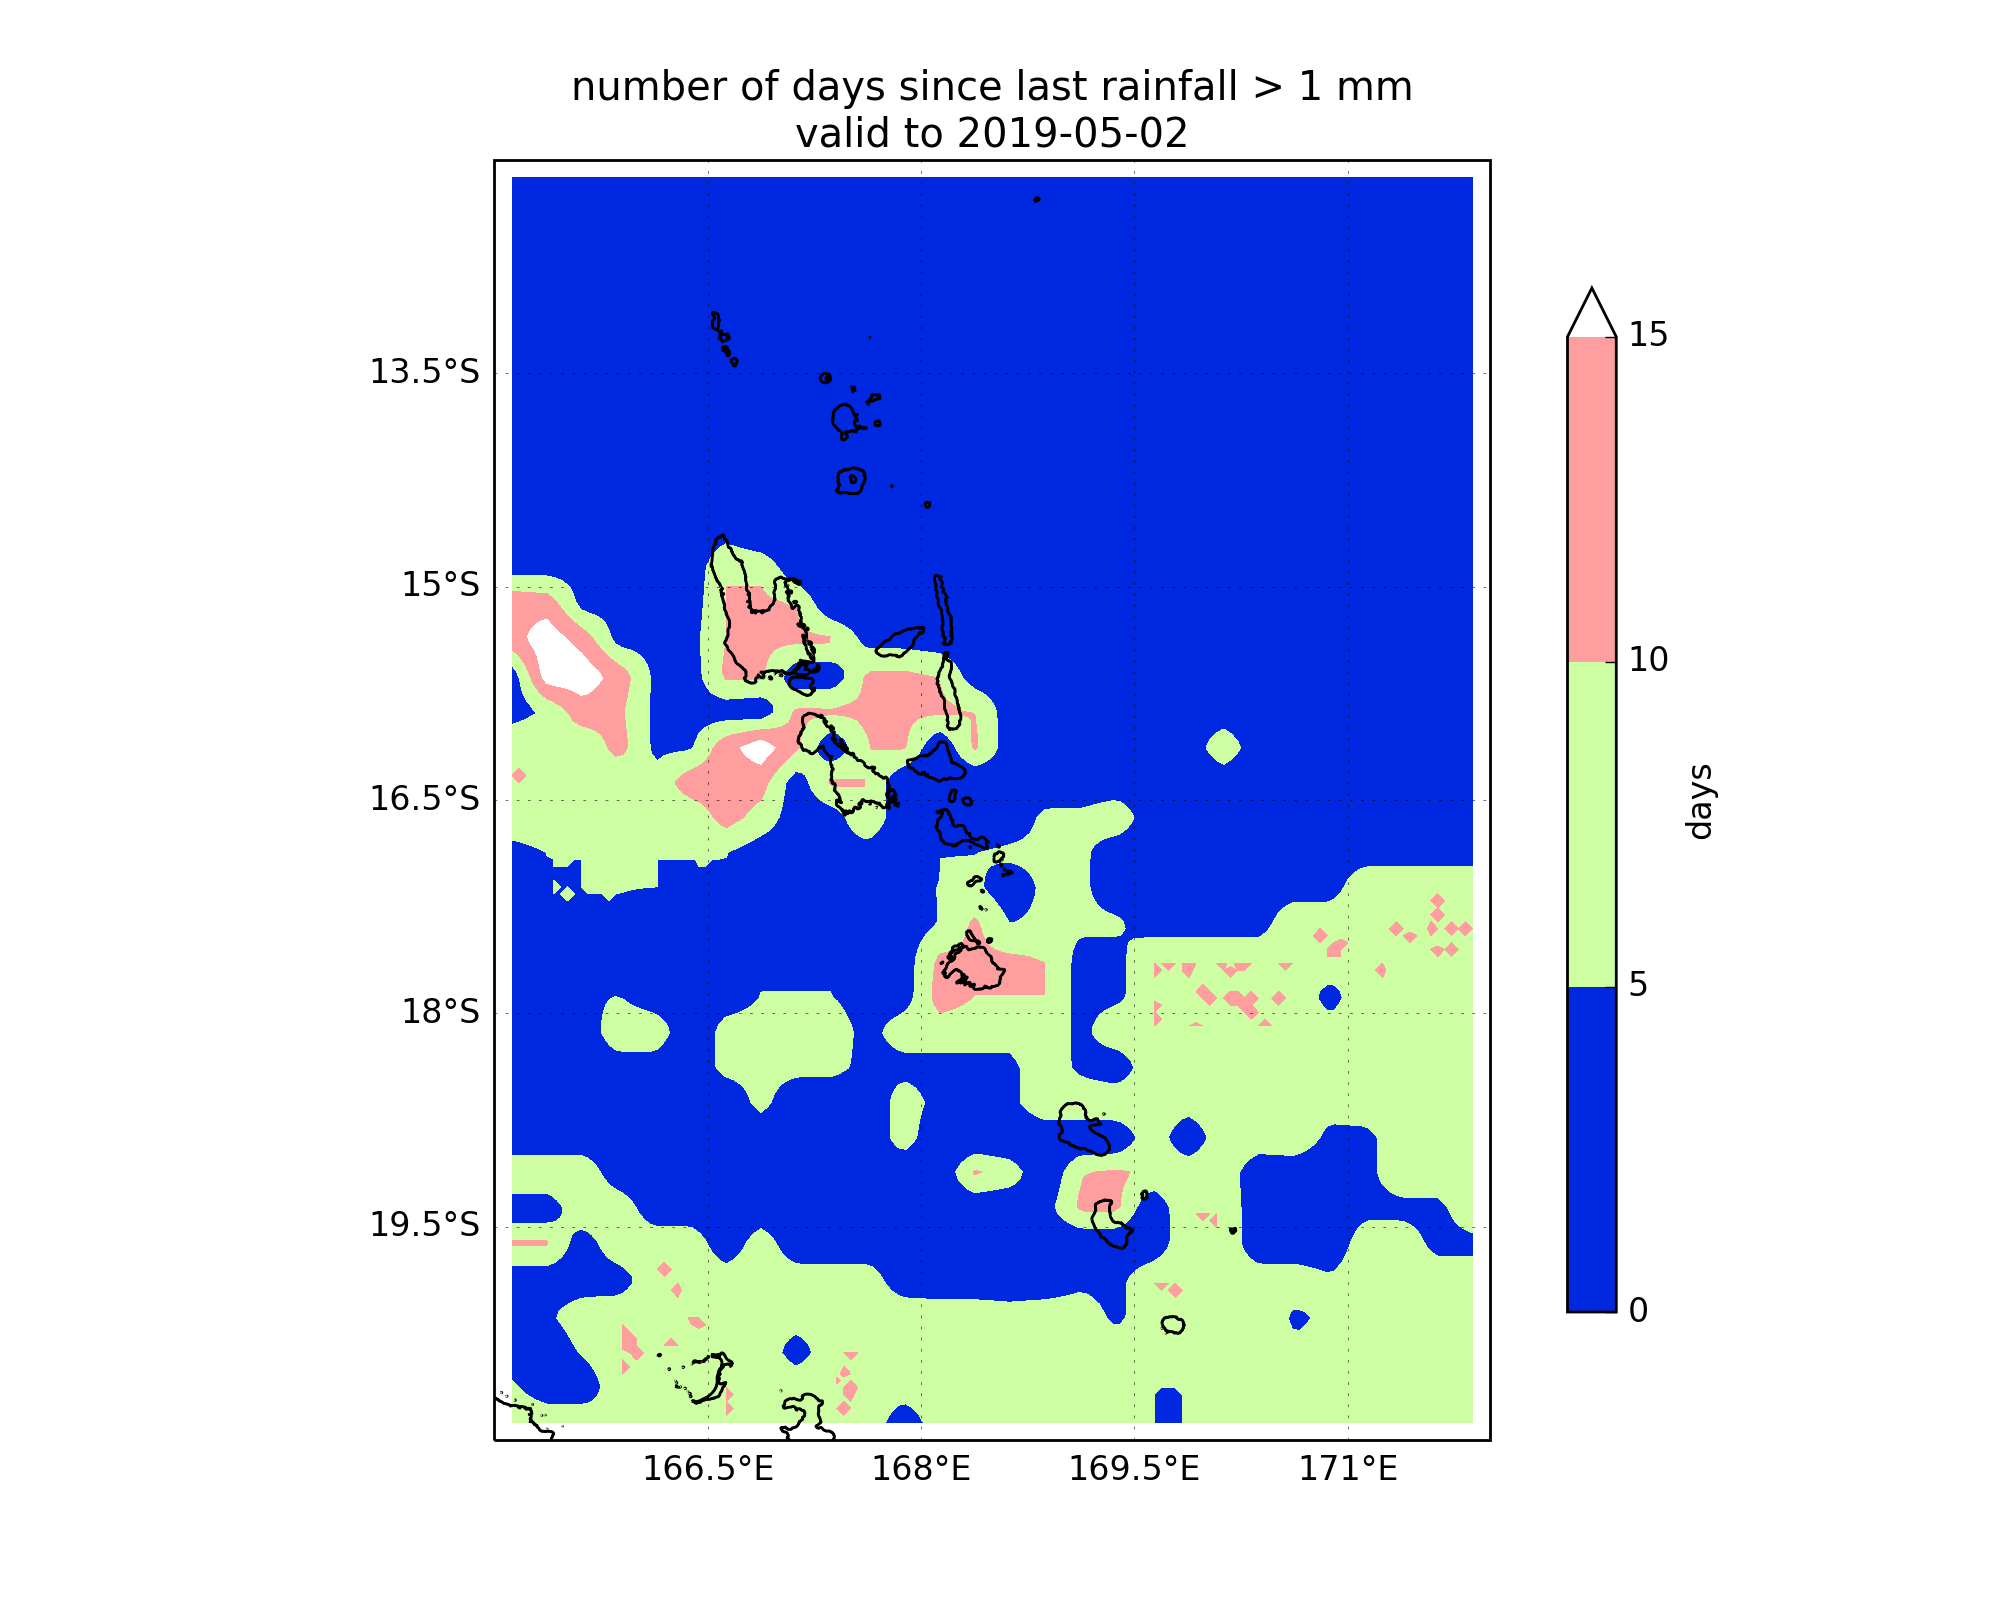 number of days since last rainfall > 1 mm
valid to 2019-05-02
13.5°S
15°S
16.5°S
18°S
19.5°S
166.5°E
168°E
169.5°E
171°E
15
10
5
0
days